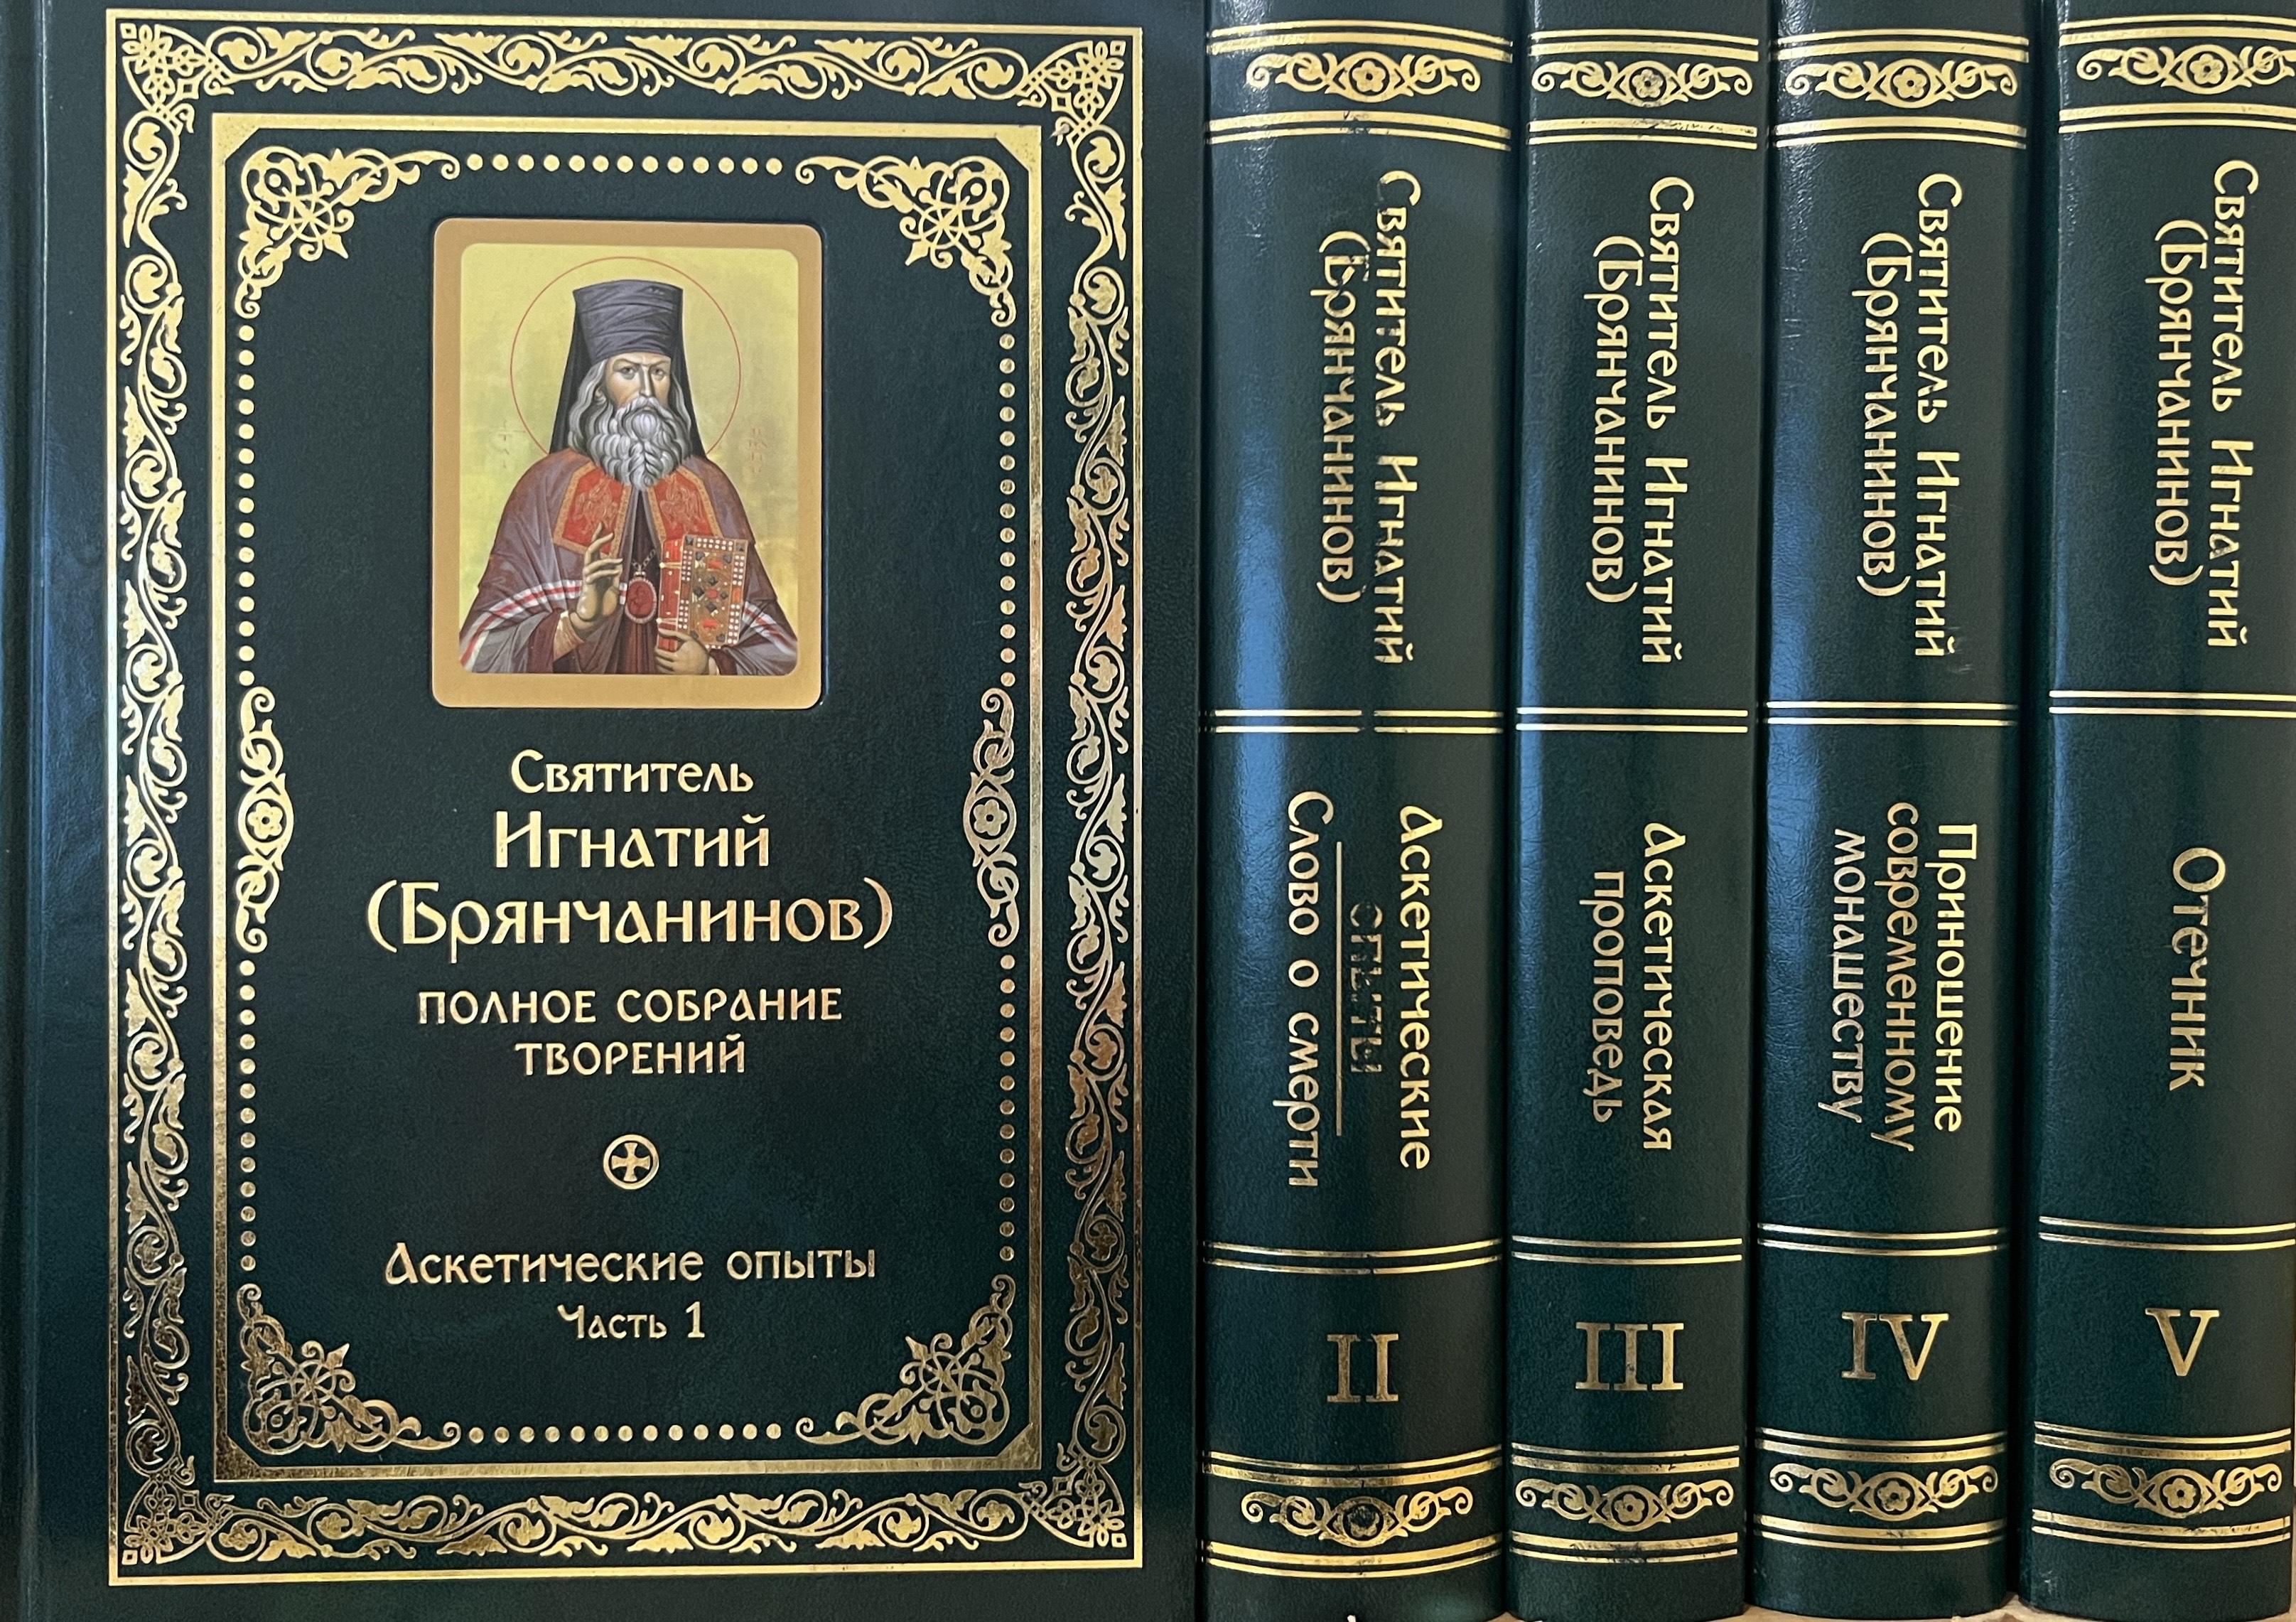 Святитель
Игнатий
(Брянчанинов)
ПОЛНОЕ СОБРАНИЕ
ТВОРЕНИЙ
Аскетические опыты
Часть 1
Святитель Игнатий
(Брянчанинов)
Аскетические
опыты
Слово о смерти
II
Святитель Игнатий
(Брянчанинов)
Аскетическая
проповедь
III
Святитель Игнатий
(Брянчанинов)
Приношение
современному
монашеству
IV
Святитель Игнатий
(Брянчанинов)
Отечник
V